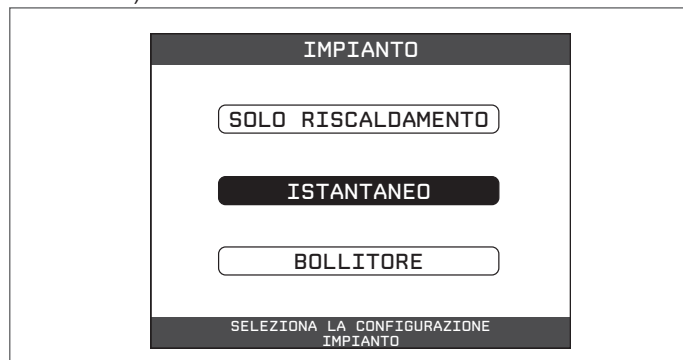 IMPIANTO
SOLO RISCALDAMENTO
ISTANTANEO
BOLLITORE
SELEZIONA LA CONFIGURAZIONE
IMPIANTO